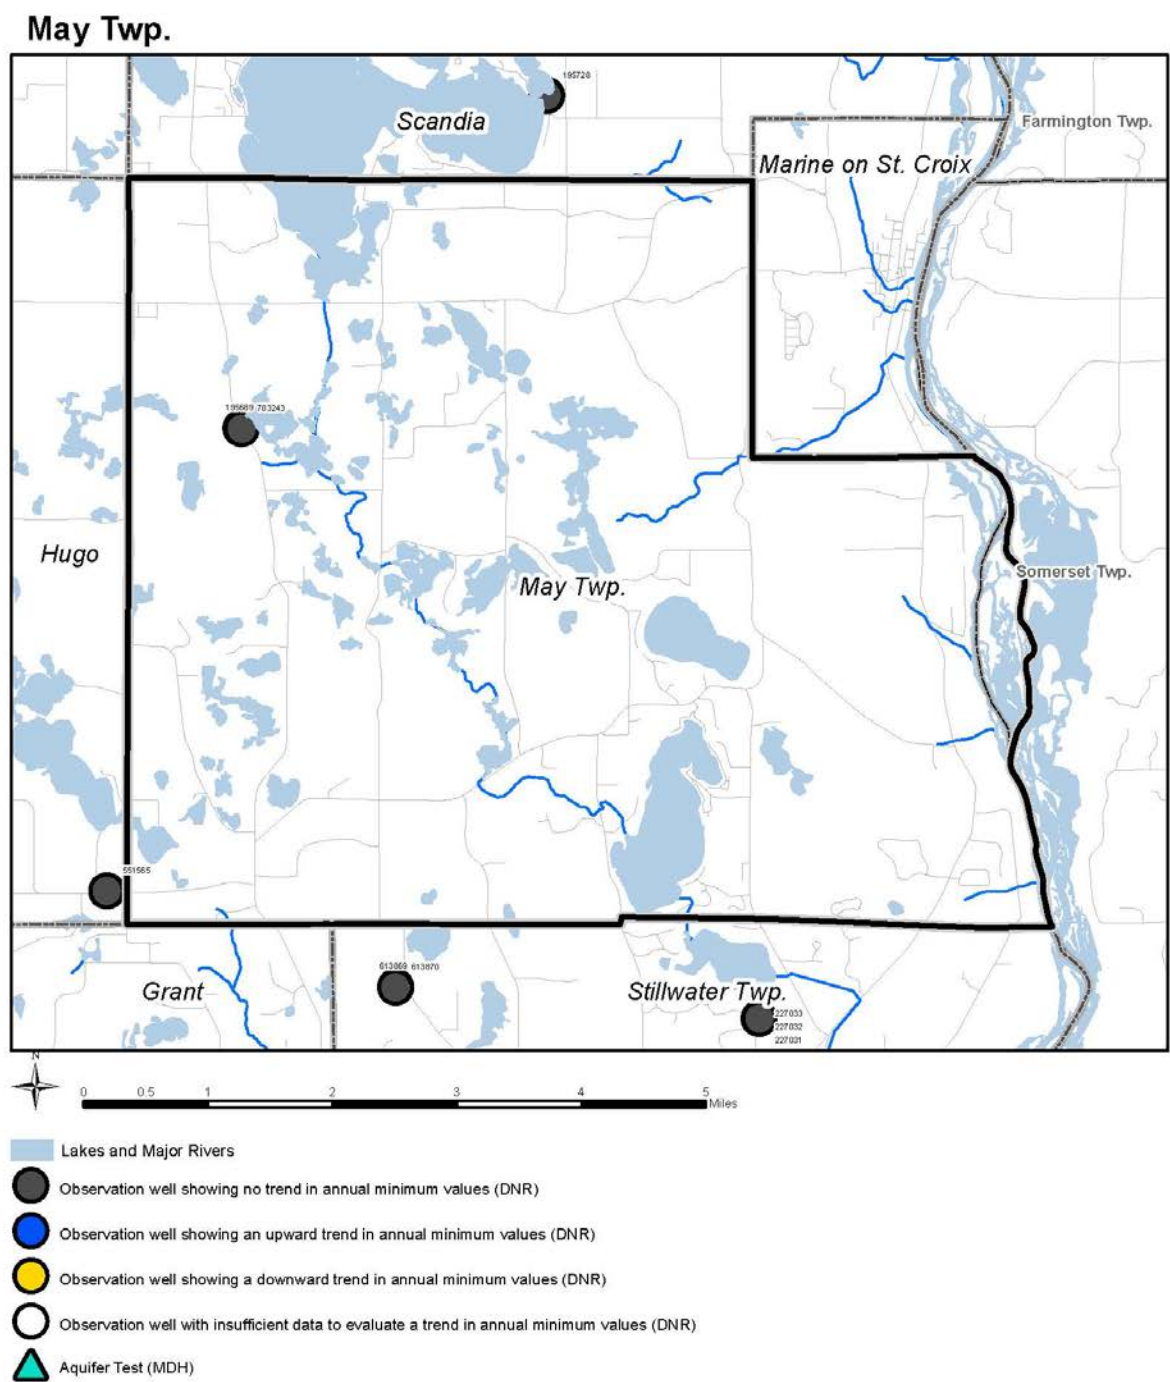 May Twp.
195728
Scandia
Farmington Twp.
Marine on St. Croix
195689 783243
Hugo
Somerset Twp.
May Twp.
551565
613869 613870
Grant
Stillwater Twp.
227033
227032
227031
N
0 0.5 1 2 3 4 5
Miles
Lakes and Major Rivers
Observation well showing no trend in annual minimum values (DNR)
Observation well showing an upward trend in annual minimum values (DNR)
Observation well showing a downward trend in annual minimum values (DNR)
Observation well with insufficient data to evaluate a trend in annual minimum values (DNR)
Aquifer Test (MDH)